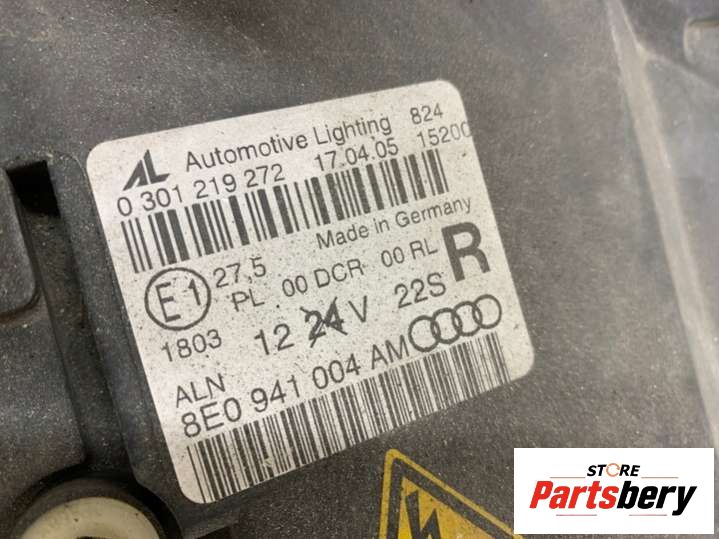 AL Automotive Lighting 824
0 301 219 272 17.04.05 15200
Made in Germany
E1 27,5
PL .00 DCR 00 RL R
1803 12 24 V 22S
ALN
8E0 941 004 AM
STORE
Partsbery